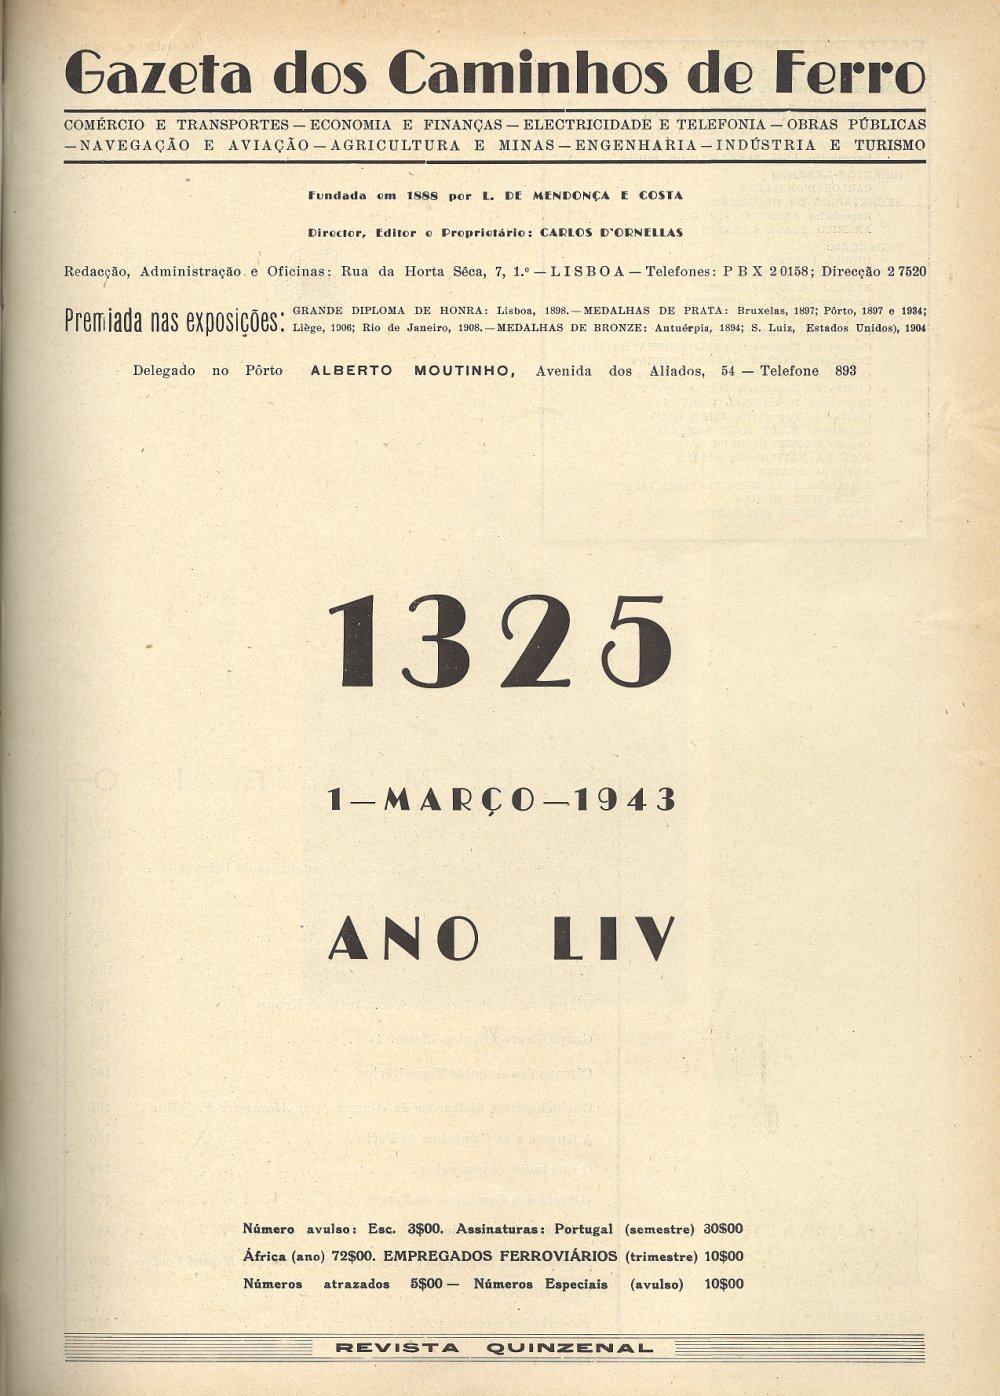 Gazeta dos Caminhos de Ferro
COMÉRCIO E TRANSPORTES — ECONOMIA E FINANÇAS — ELECTRICIDADE E TELEFONIA — OBRAS PÚBLICAS
— NAVEGAÇÃO E AVIAÇÃO — AGRICULTURA E MINAS — ENGENHARIA — INDÚSTRIA E TURISMO
Fundada em 1888 por L. DE MENDONÇA E COSTA
Director, Editor e Proprietário: CARLOS D'ORNELLAS
Redacção, Administração e Oficinas: Rua da Horta Sêca, 7, 1.º — LISBOA — Telefones: P B X 20158; Direcção 27520
Premiada nas exposições: GRANDE DIPLOMA DE HONRA: Lisboa, 1898. — MEDALHAS DE PRATA: Bruxelas, 1897; Pôrto, 1897 e 1934;
Liège, 1906; Rio de Janeiro, 1908. — MEDALHAS DE BRONZE: Antuérpia, 1894; S. Luiz, Estados Unidos), 1904
Delegado no Pôrto ALBERTO MOUTINHO, Avenida dos Aliados, 54 — Telefone 893
1325
1 — MARÇO — 1943
ANO LIV
Número avulso: Esc. 3$00. Assinaturas: Portugal (semestre) 30$00
África (ano) 72$00. EMPREGADOS FERROVIÁRIOS (trimestre) 10$00
Números atrazados 5$00 — Números Especiais (avulso) 10$00
REVISTA QUINZENAL